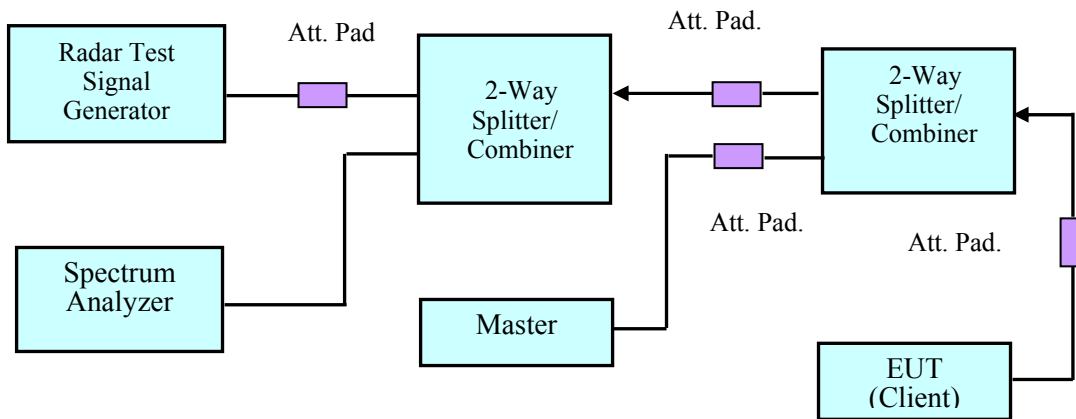 Radar Test
Signal
Generator
Att. Pad
2-Way
Splitter/
Combiner
Att. Pad.
2-Way
Splitter/
Combiner
Att. Pad.
Att. Pad.
Spectrum
Analyzer
Master
EUT
(Client)